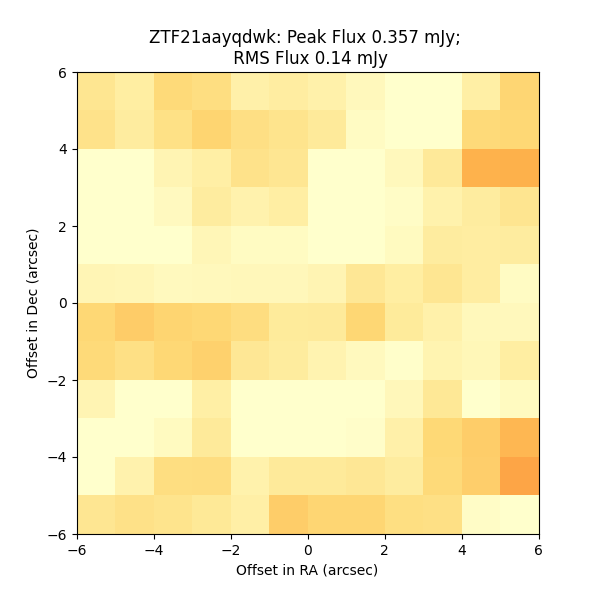 ZTF21aayqdwk: Peak Flux 0.357 mJy;
RMS Flux 0.14 mJy
6
4
2
0
−2
−4
−6
Offset in Dec (arcsec)
−6 −4 −2 0 2 4 6
Offset in RA (arcsec)